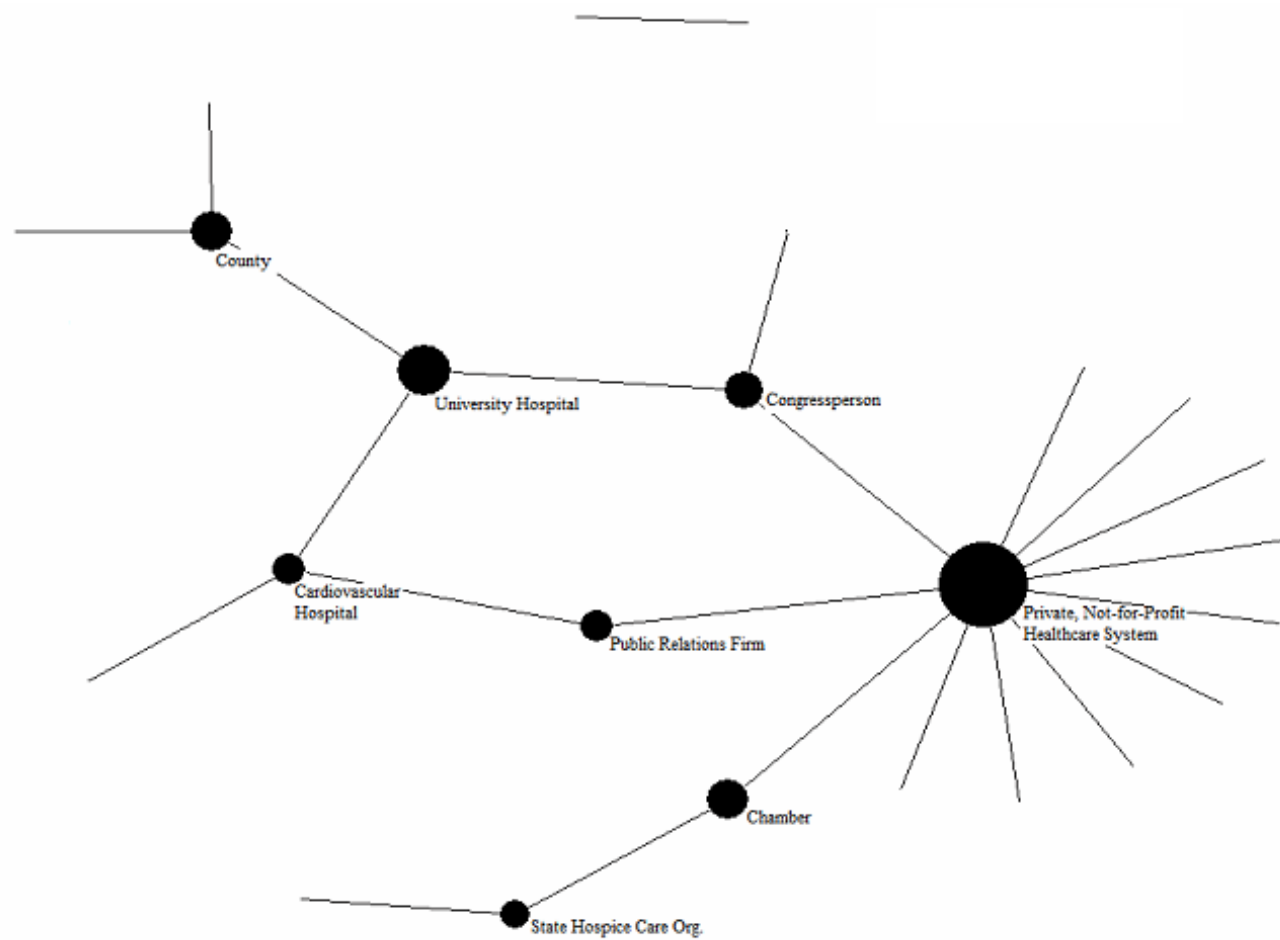 County
University Hospital
Congressperson
Cardiovascular
Hospital
Public Relations Firm
Private, Not-for-Profit
Healthcare System
Chamber
State Hospice Care Org.